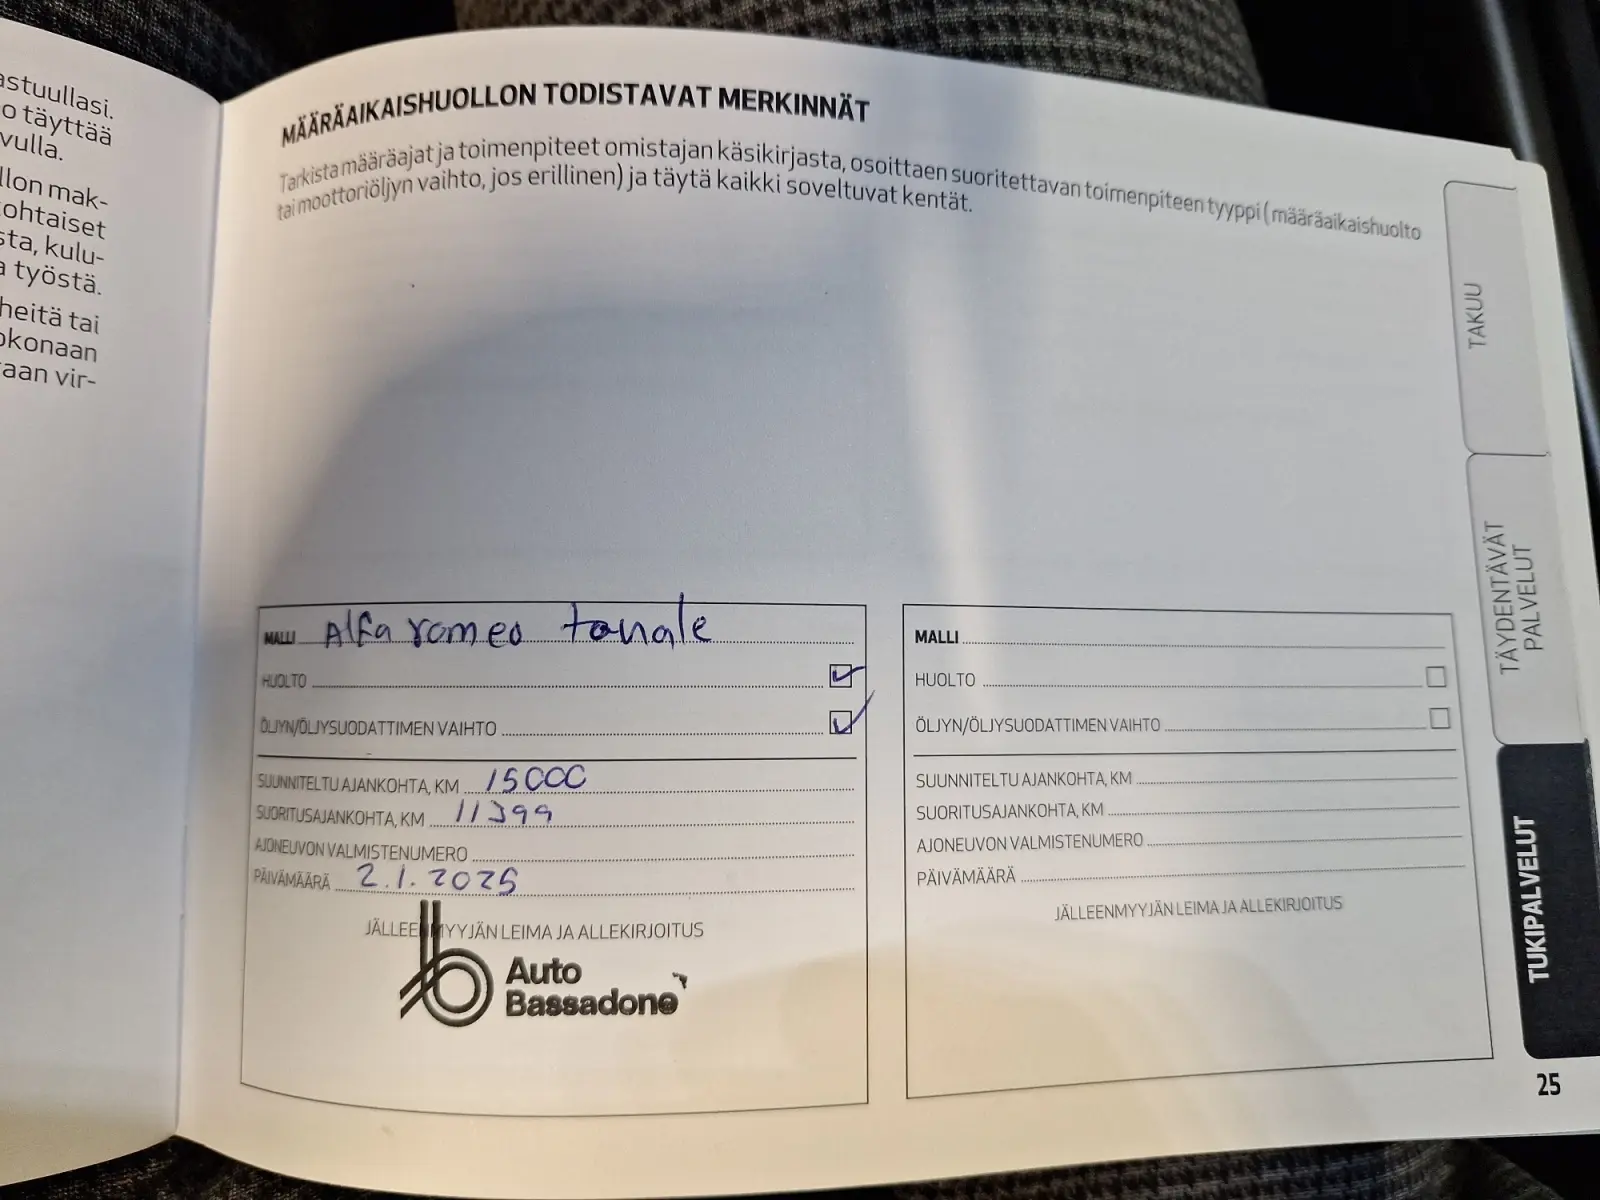 astuullasi.
o täyttää
vulla.
llon mak-
ohtaiset
sta, kulu-
a työstä.
heitä tai
okonaan
aan vir-
MÄÄRÄAIKAISHUOLLON TODISTAVAT MERKINNÄT
Tarkista määräajat ja toimenpiteet omistajan käsikirjasta, osoittaen suoritettavan toimenpiteen tyyppi (määräaikaishuolto
tai moottoriöljyn vaihto, jos erillinen) ja täytä kaikki soveltuvat kentät.
MALLI Alfa romeo tonale
HUOLTO
ÖLJYN/ÖLJYSUODATTIMEN VAIHTO
SUUNNITELTU AJANKOHTA, KM 15000
SUORITUSAJANKOHTA, KM 11399
AJONEUVON VALMISTENUMERO
PÄIVÄMÄÄRÄ 2.1.2025
JÄLLEENMYYJÄN LEIMA JA ALLEKIRJOITUS
Auto
Bassadone
MALLI
HUOLTO
ÖLJYN/ÖLJYSUODATTIMEN VAIHTO
SUUNNITELTU AJANKOHTA, KM
SUORITUSAJANKOHTA, KM
AJONEUVON VALMISTENUMERO
PÄIVÄMÄÄRÄ
JÄLLEENMYYJÄN LEIMA JA ALLEKIRJOITUS
TAKUU
TÄYDENTÄVÄT
PALVELUT
TUKIPALVELUT
25